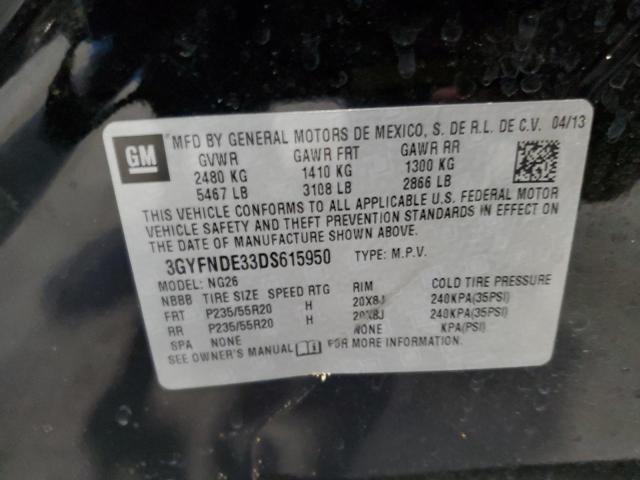 GM
*MFD BY GENERAL MOTORS DE MEXICO, S. DE R.L. DE C.V. 04/13
GVWR GAWR FRT GAWR RR
2480 KG 1410 KG 1300 KG
5467 LB 3108 LB 2866 LB
THIS VEHICLE CONFORMS TO ALL APPLICABLE U.S. FEDERAL MOTOR
VEHICLE SAFETY AND THEFT PREVENTION STANDARDS IN EFFECT ON
THE DATE OF MANUFACTURE SHOWN ABOVE.
3GYFNDE33DS615950 TYPE: M.P.V.
MODEL: NG26
NBBB TIRE SIZE SPEED RTG RIM COLD TIRE PRESSURE
FRT P235/55R20 H 20X8J 240KPA(35PSI)
RR P235/55R20 H 20X8J 240KPA(35PSI)
SPA NONE NONE KPA(PSI)
SEE OWNER'S MANUAL FOR MORE INFORMATION.